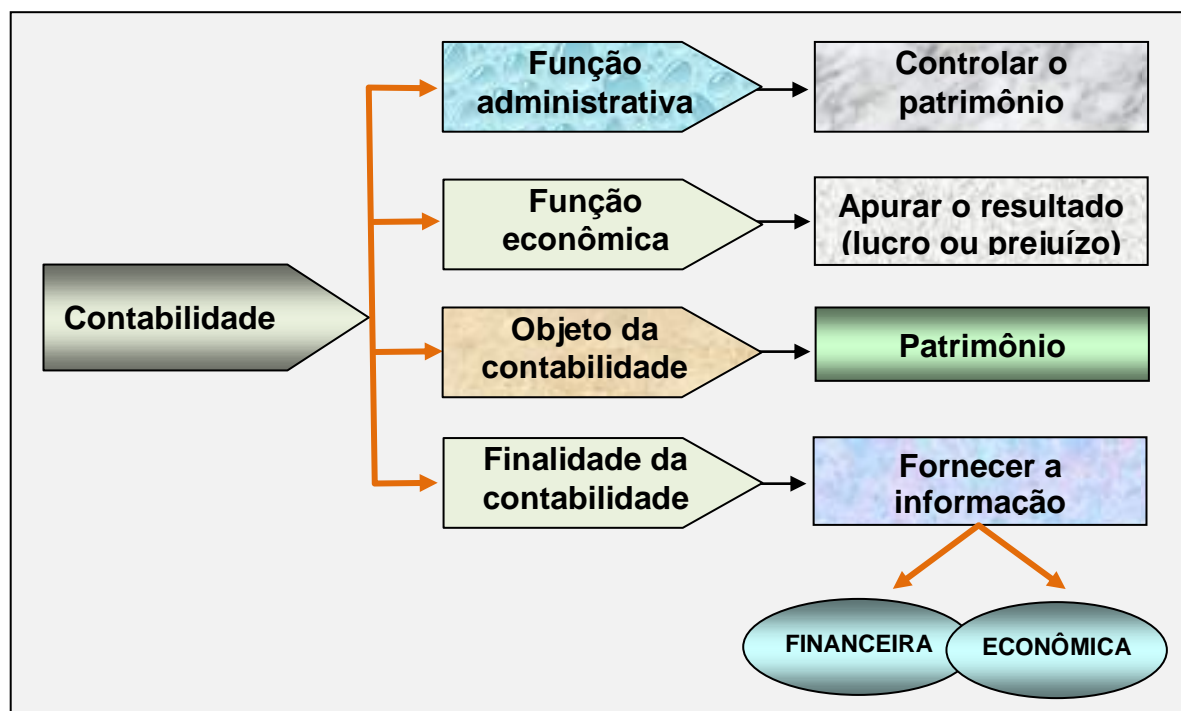 Função
administrativa
Controlar o
patrimônio
Função
econômica
Apurar o resultado
(lucro ou prejuízo)
Contabilidade
Objeto da
contabilidade
Patrimônio
Finalidade da
contabilidade
Fornecer a
informação
FINANCEIRA
ECONÔMICA